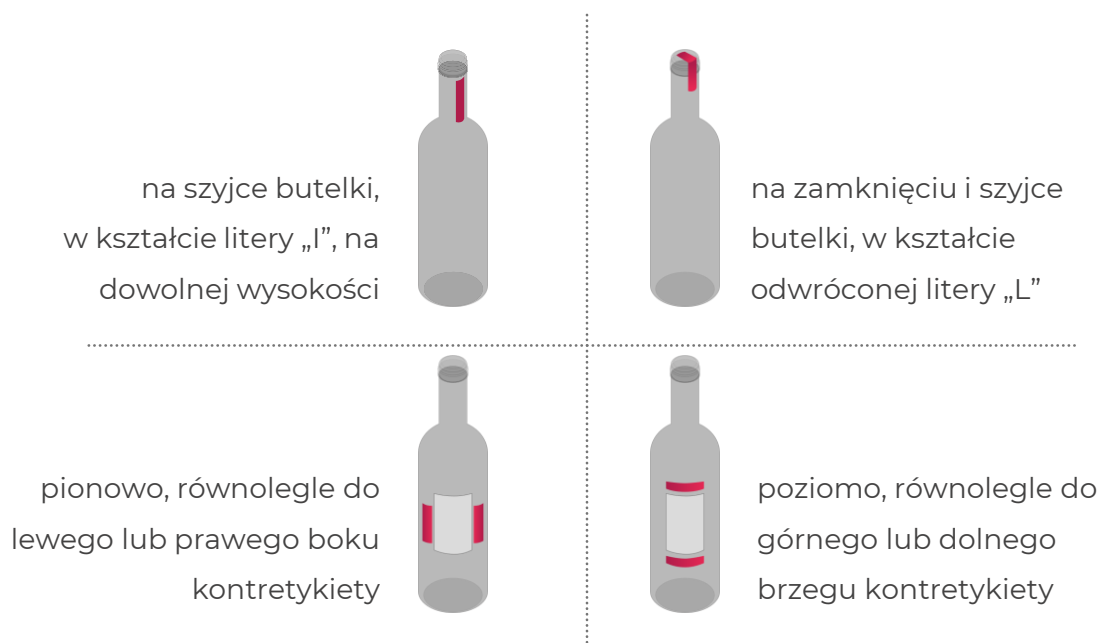 na szyjce butelki,
w kształcie litery „I”, na
dowolnej wysokości
na zamknięciu i szyjce
butelki, w kształcie
odwróconej litery „L”
pionowo, równolegle do
lewego lub prawego boku
kontretykiety
poziomo, równolegle do
górnego lub dolnego
brzegu kontretykiety